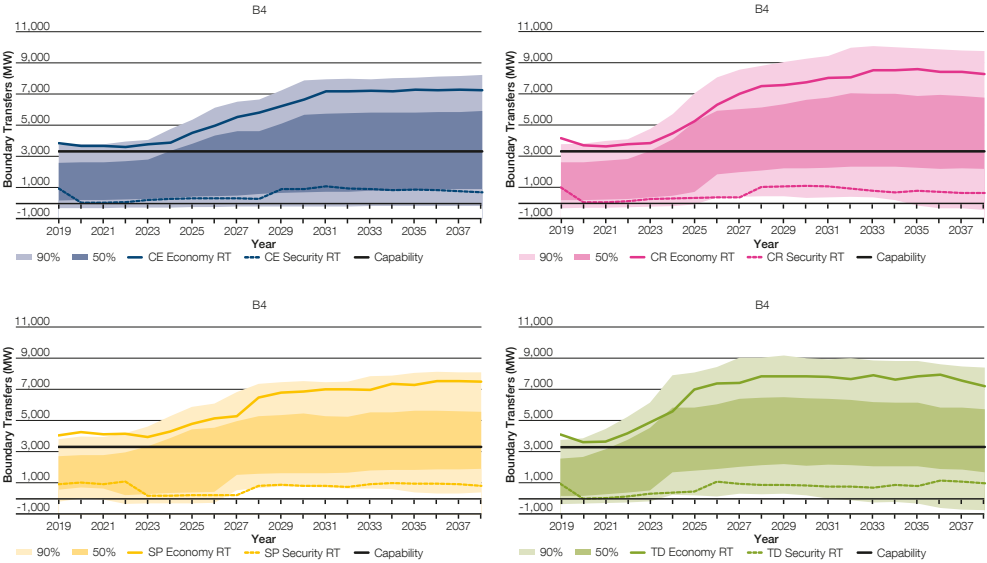 B4
11,000
9,000
7,000
5,000
3,000
1,000
-1,000
Boundary Transfers (MW)
2019 2021 2023 2025 2027 2029 2031 2033 2035 2037
Year
90% 50% CE Economy RT CE Security RT Capability
B4
11,000
9,000
7,000
5,000
3,000
1,000
-1,000
Boundary Transfers (MW)
2019 2021 2023 2025 2027 2029 2031 2033 2035 2037
Year
90% 50% CR Economy RT CR Security RT Capability
B4
11,000
9,000
7,000
5,000
3,000
1,000
-1,000
Boundary Transfers (MW)
2019 2021 2023 2025 2027 2029 2031 2033 2035 2037
Year
90% 50% SP Economy RT SP Security RT Capability
B4
11,000
9,000
7,000
5,000
3,000
1,000
-1,000
Boundary Transfers (MW)
2019 2021 2023 2025 2027 2029 2031 2033 2035 2037
Year
90% 50% TD Economy RT TD Security RT Capability